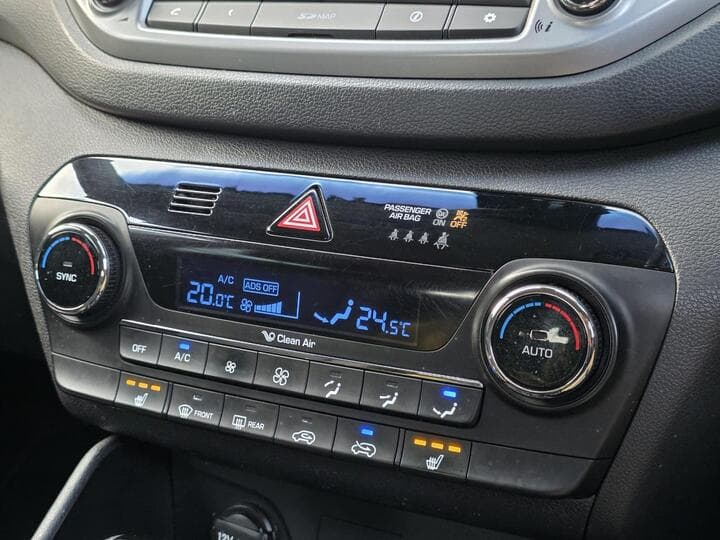 MAP
i
i
PASSENGER
AIR BAG
ON
OFF
SYNC
A/C
ADS OFF
20.0°C
24.5°C
Clean Air
AUTO
OFF
A/C
FRONT
REAR
12V